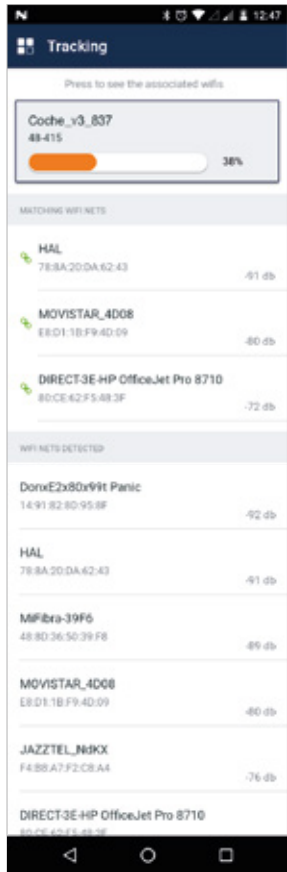 12:47
Tracking
Press to see the associated wifis
Coche_v3_837
48-415
38%
MATCHING WIFI NETS
HAL
78:8A:20:DA:62:43
-91 db
MOVISTAR_4D08
E8:D1:1B:F9:4D:09
-80 db
DIRECT-3E-HP OfficeJet Pro 8710
80:CE:62:F5:48:3F
-72 db
WIFI NETS DETECTED
DonxE2x80x99t Panic
14:91:82:8D:95:8F
-92 db
HAL
78:8A:20:DA:62:43
-91 db
MiFibra-39F6
48:8D:36:50:39:F8
-89 db
MOVISTAR_4D08
E8:D1:1B:F9:4D:09
-80 db
JAZZTEL_NdKX
F4:B8:A7:F2:C8:A4
-76 db
DIRECT-3E-HP OfficeJet Pro 8710